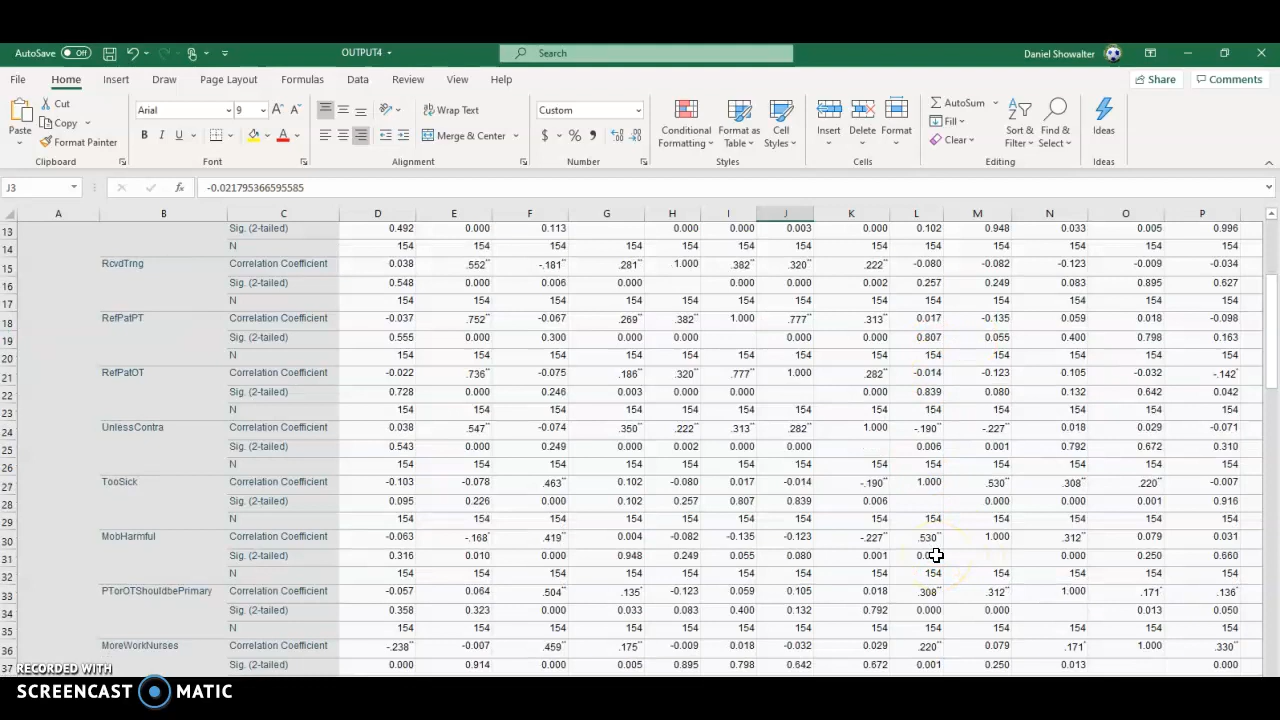 AutoSave Off OUTPUT4 Search Daniel Showalter
File Home Insert Draw Page Layout Formulas Data Review View Help Share Comments
Cut Arial 9 Wrap Text Custom AutoSum
Copy Fill
Paste Format Painter B I U Merge & Center $ % Conditional Formatting Format as Table Cell Styles Insert Delete Format Clear Sort & Filter Find & Select Ideas
Clipboard Font Alignment Number Styles Cells Editing Ideas
J3 fx -0.021795366595585
A B C D E F G H I J K L M N O P
13 Sig. (2-tailed) 0.492 0.000 0.113 0.000 0.000 0.003 0.000 0.102 0.948 0.033 0.005 0.996
14 N 154 154 154 154 154 154 154 154 154 154 154 154 154
15 RcvdTrng Correlation Coefficient 0.038 .552** -.181** .281** 1.000 .382** .320** .222** -0.080 -0.082 -0.123 -0.009 -0.034
16 Sig. (2-tailed) 0.548 0.000 0.006 0.000 0.000 0.000 0.002 0.257 0.249 0.083 0.895 0.627
17 N 154 154 154 154 154 154 154 154 154 154 154 154 154
18 RefPatPT Correlation Coefficient -0.037 .752** -0.067 .269** .382** 1.000 .777** .313** 0.017 -0.135 0.059 0.018 -0.098
19 Sig. (2-tailed) 0.555 0.000 0.300 0.000 0.000 0.000 0.000 0.807 0.055 0.400 0.798 0.163
20 N 154 154 154 154 154 154 154 154 154 154 154 154 154
21 RefPatOT Correlation Coefficient -0.022 .736** -0.075 .186** .320** .777** 1.000 .282** -0.014 -0.123 0.105 -0.032 -.142*
22 Sig. (2-tailed) 0.728 0.000 0.246 0.003 0.000 0.000 0.000 0.839 0.080 0.132 0.642 0.042
23 N 154 154 154 154 154 154 154 154 154 154 154 154 154
24 UnlessContra Correlation Coefficient 0.038 .547** -0.074 .350** .222** .313** .282** 1.000 -.190** -.227** 0.018 0.029 -0.071
25 Sig. (2-tailed) 0.543 0.000 0.249 0.000 0.002 0.000 0.000 0.006 0.001 0.792 0.672 0.310
26 N 154 154 154 154 154 154 154 154 154 154 154 154 154
27 TooSick Correlation Coefficient -0.103 -0.078 .463** 0.102 -0.080 0.017 -0.014 -.190** 1.000 .530** .308** .220** -0.007
28 Sig. (2-tailed) 0.095 0.226 0.000 0.102 0.257 0.807 0.839 0.006 0.000 0.000 0.001 0.916
29 N 154 154 154 154 154 154 154 154 154 154 154 154 154
30 MobHarmful Correlation Coefficient -0.063 -.168* .419** 0.004 -0.082 -0.135 -0.123 -.227** .530** 1.000 .312** 0.079 0.031
31 Sig. (2-tailed) 0.316 0.010 0.000 0.948 0.249 0.055 0.080 0.001 0.000 0.250 0.660
32 N 154 154 154 154 154 154 154 154 154 154 154 154 154
33 PTorOTShouldbePrimary Correlation Coefficient -0.057 0.064 .504** .135* -0.123 0.059 0.105 0.018 .308** .312** 1.000 .171* .136*
34 Sig. (2-tailed) 0.358 0.323 0.000 0.033 0.083 0.400 0.132 0.792 0.000 0.000 0.013 0.050
35 N 154 154 154 154 154 154 154 154 154 154 154 154 154
36 MoreWorkNurses Correlation Coefficient -.238** -0.007 .459** .175** -0.009 0.018 -0.032 0.029 .220** 0.079 .171* 1.000 .330**
37 Sig. (2-tailed) 0.000 0.914 0.000 0.005 0.895 0.798 0.642 0.672 0.001 0.250 0.013 0.000
RECORDED WITH
SCREENCAST MATIC